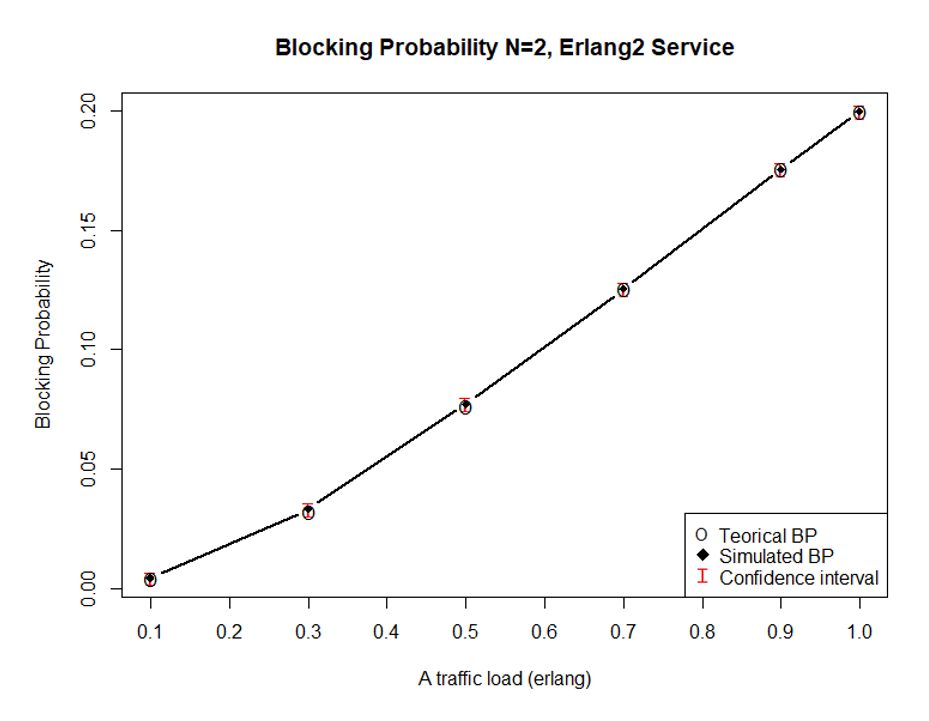 Blocking Probability N=2, Erlang2 Service
Blocking Probability
0.20
0.15
0.10
0.05
0.00
Teorical BP
Simulated BP
Confidence interval
0.1 0.2 0.3 0.4 0.5 0.6 0.7 0.8 0.9 1.0
A traffic load (erlang)